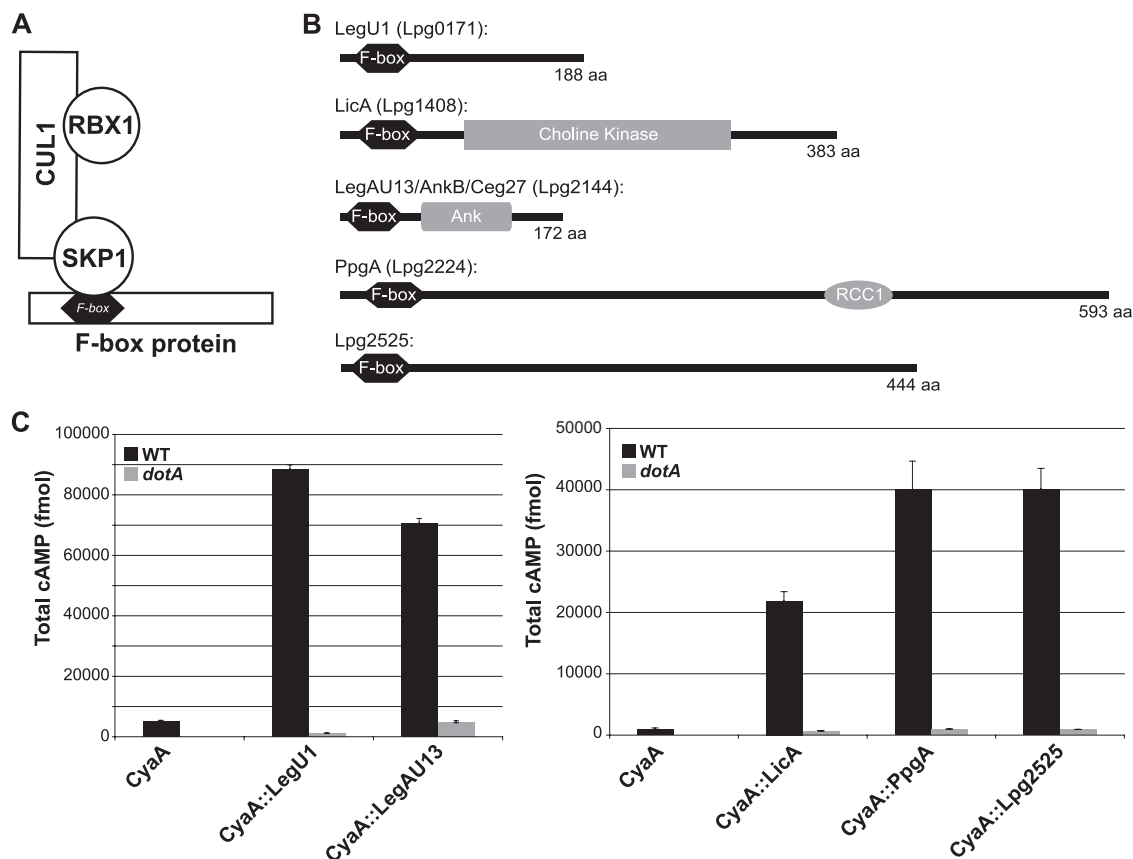 A
CUL1
RBX1
SKP1
F-box
F-box protein
B
LegU1 (Lpg0171):
F-box
188 aa
LicA (Lpg1408):
F-box
Choline Kinase
383 aa
LegAU13/AnkB/Ceg27 (Lpg2144):
F-box
Ank
172 aa
PpgA (Lpg2224):
F-box
RCC1
593 aa
Lpg2525:
F-box
444 aa
C
Total cAMP (fmol)
100000
80000
60000
40000
20000
0
WT
dotA
CyaA
CyaA::LegU1
CyaA::LegAU13
Total cAMP (fmol)
50000
40000
30000
20000
10000
0
WT
dotA
CyaA
CyaA::LicA
CyaA::PpgA
CyaA::Lpg2525